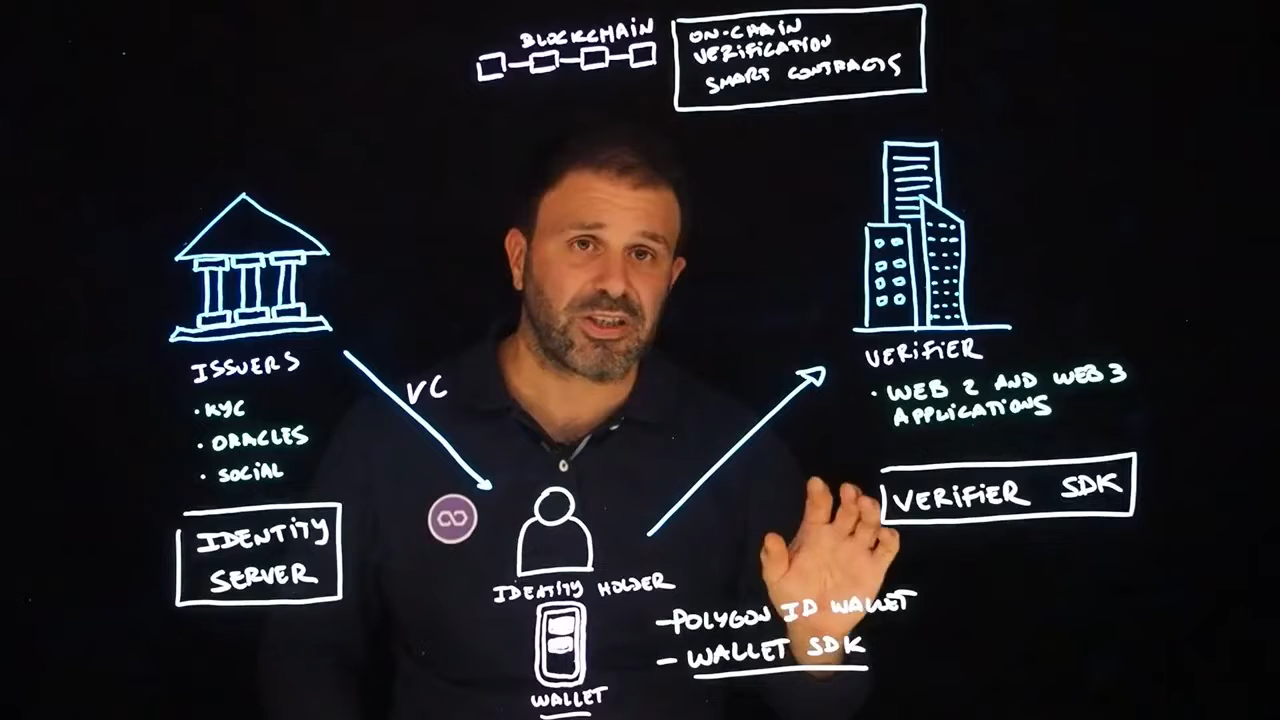 BLOCKCHAIN
ON-CHAIN
VERIFICATION
SMART CONTRACTS
ISSUERS
· KYC
· ORACLES
· SOCIAL
IDENTITY
SERVER
VC
IDENTITY HOLDER
WALLET
- POLYGON ID WALLET
- WALLET SDK
VERIFIER
· WEB 2 AND WEB 3
APPLICATIONS
VERIFIER SDK